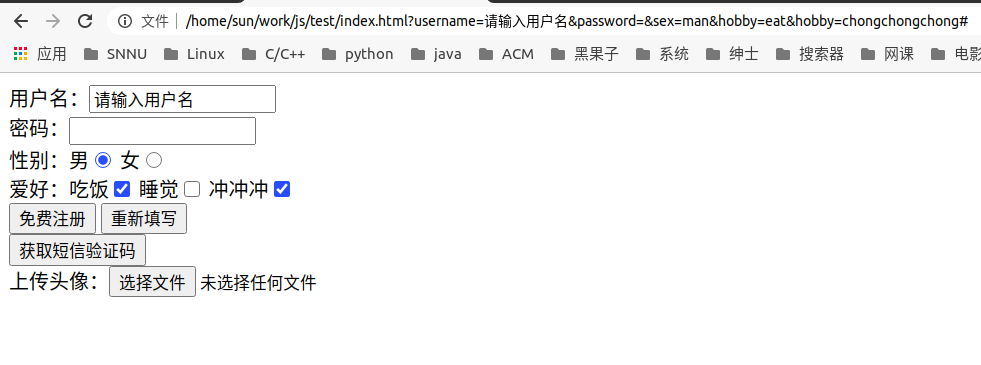 文件 /home/sun/work/js/test/index.html?username=请输入用户名&password=&sex=man&hobby=eat&hobby=chongchongchong#
应用 SNNU Linux C/C++ python java ACM 黑果子 系统 绅士 搜索器 网课 电影
用户名：请输入用户名
密码：
性别：男 女
爱好：吃饭 睡觉 冲冲冲
免费注册 重新填写
获取短信验证码
上传头像：选择文件 未选择任何文件